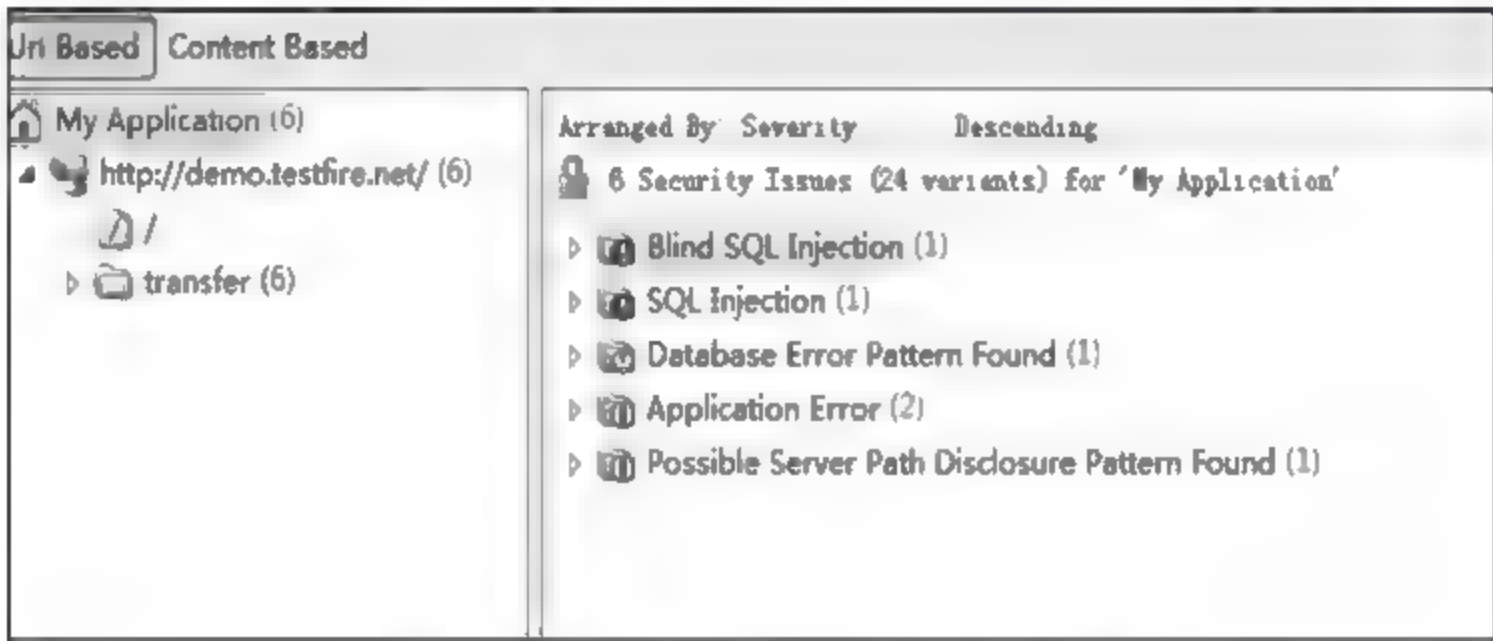 Url Based Content Based
My Application (6)
http://demo.testfire.net/ (6)
/
transfer (6)
Arranged By Severity Descending
6 Security Issues (24 variants) for 'My Application'
Blind SQL Injection (1)
SQL Injection (1)
Database Error Pattern Found (1)
Application Error (2)
Possible Server Path Disclosure Pattern Found (1)